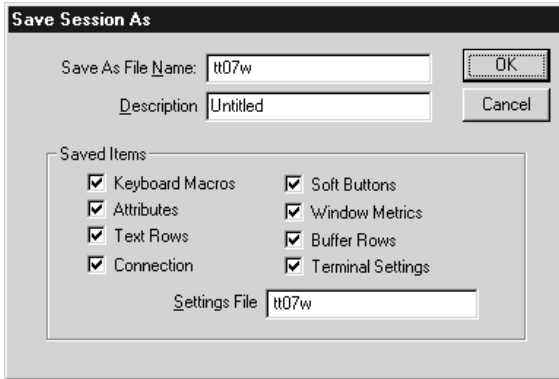 Save Session As
Save As File Name: tt07w OK
Description Untitled Cancel
Saved Items
Keyboard Macros Soft Buttons
Attributes Window Metrics
Text Rows Buffer Rows
Connection Terminal Settings
Settings File tt07w